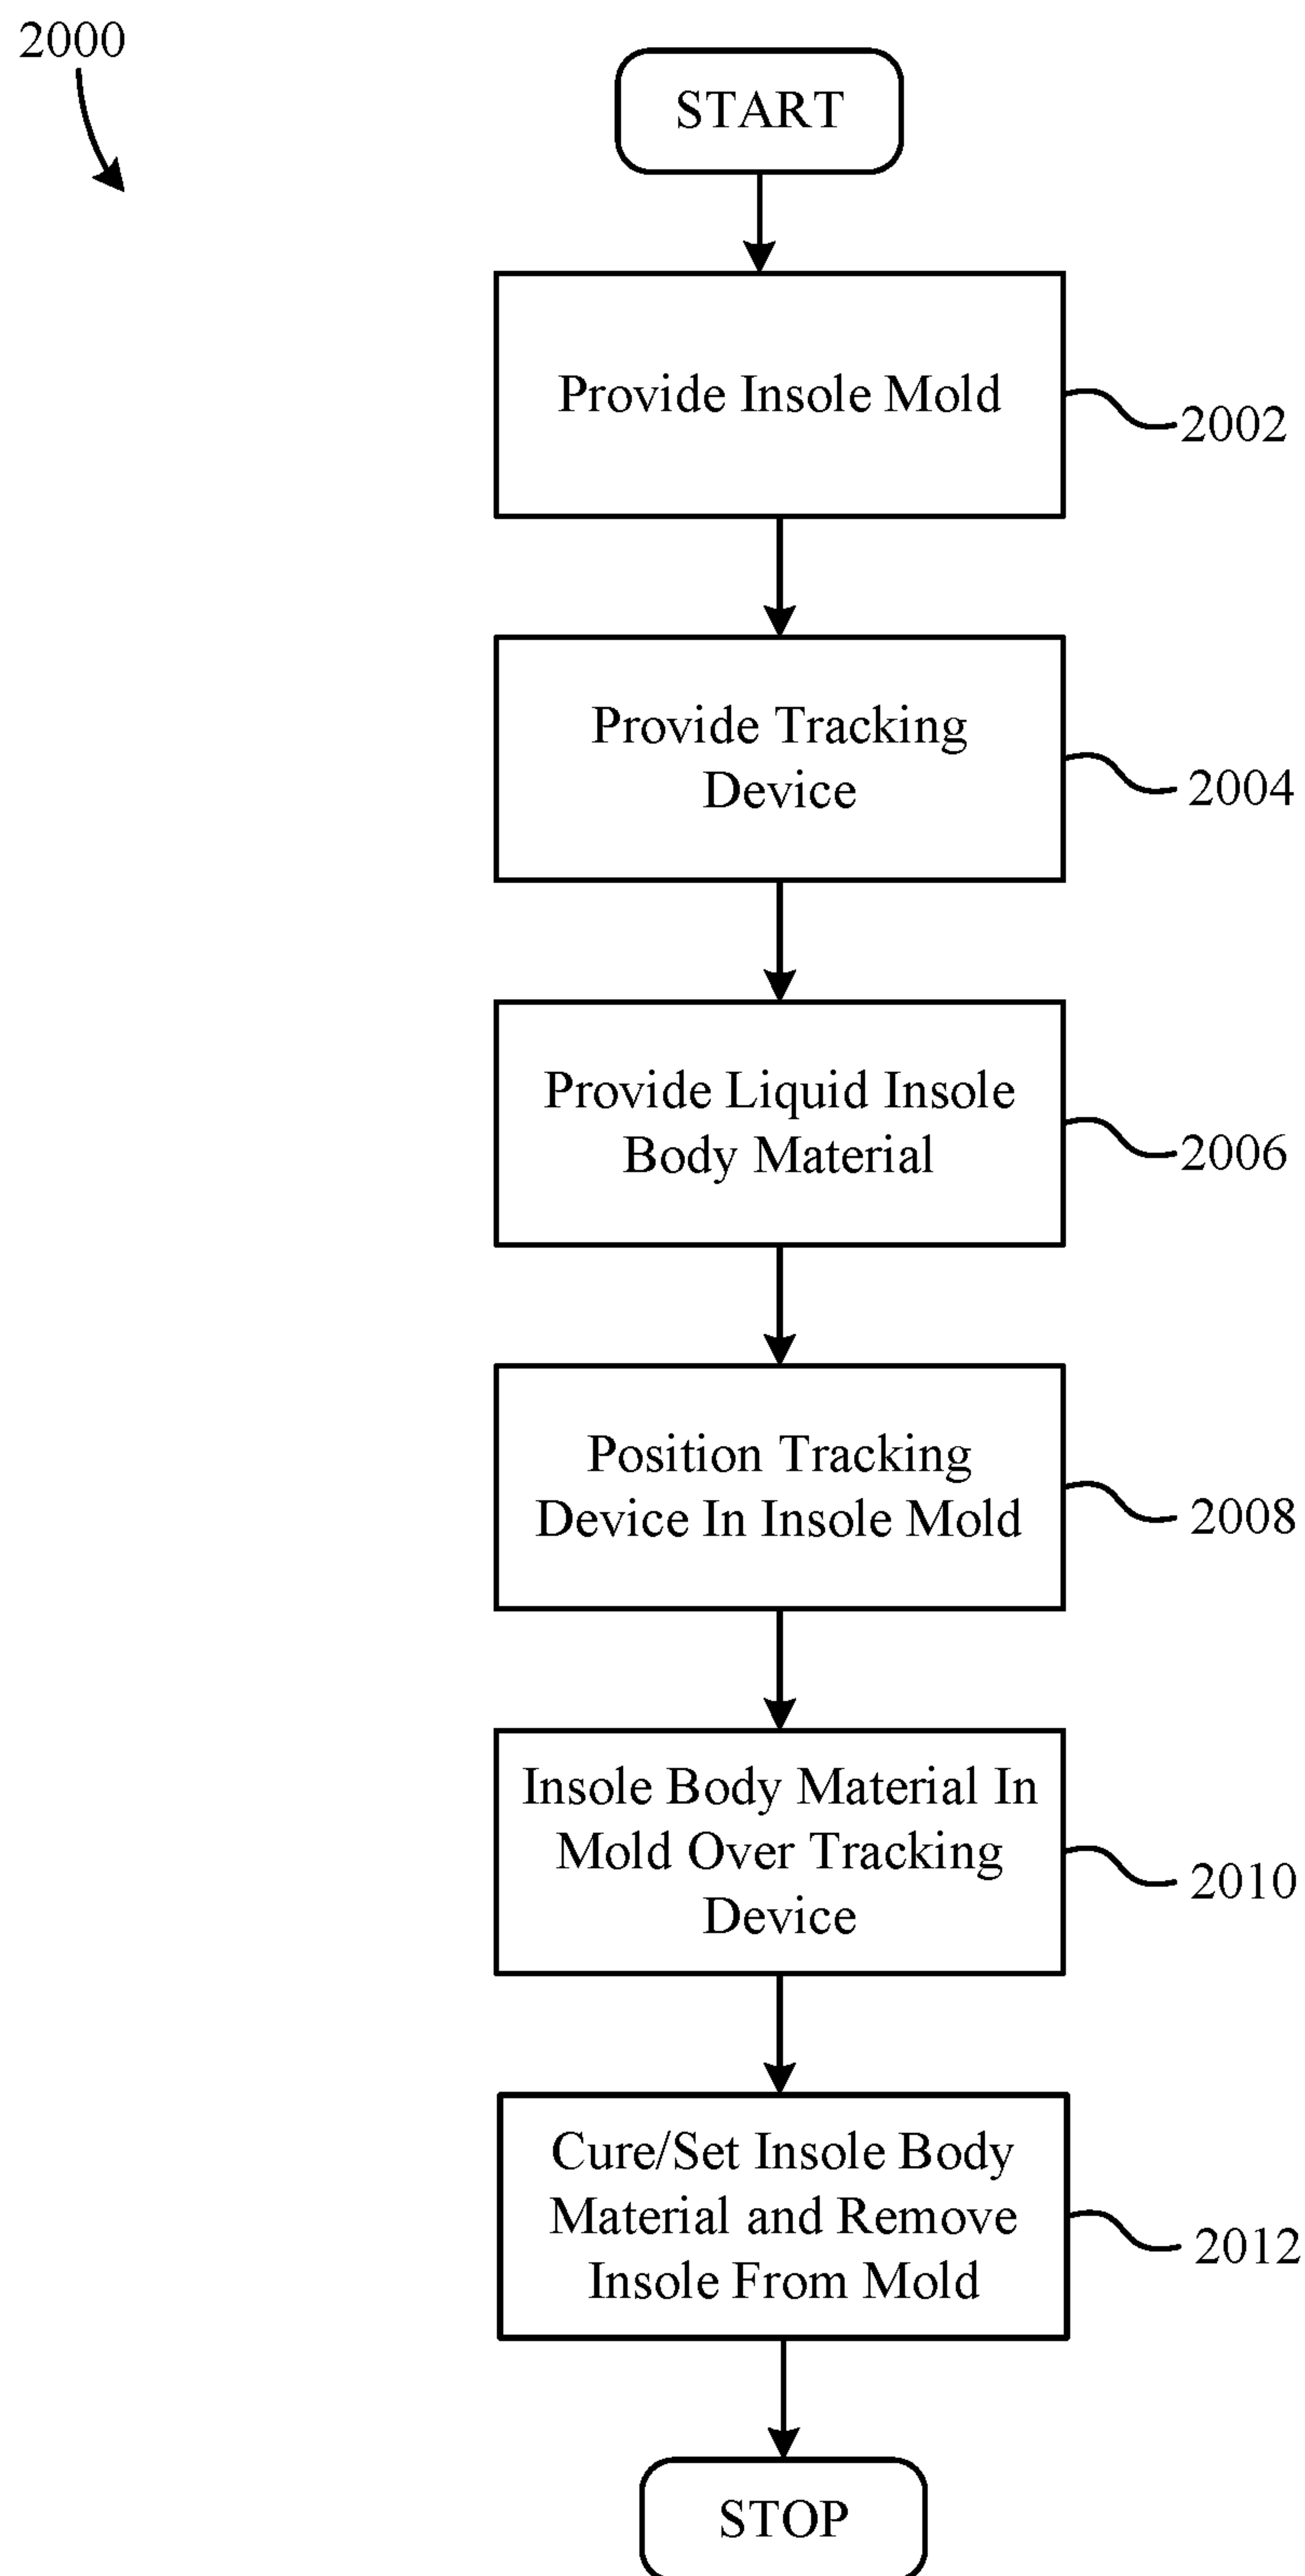 2000
START
Provide Insole Mold
2002
Provide Tracking
Device
2004
Provide Liquid Insole
Body Material
2006
Position Tracking
Device In Insole Mold
2008
Insole Body Material In
Mold Over Tracking
Device
2010
Cure/Set Insole Body
Material and Remove
Insole From Mold
2012
STOP